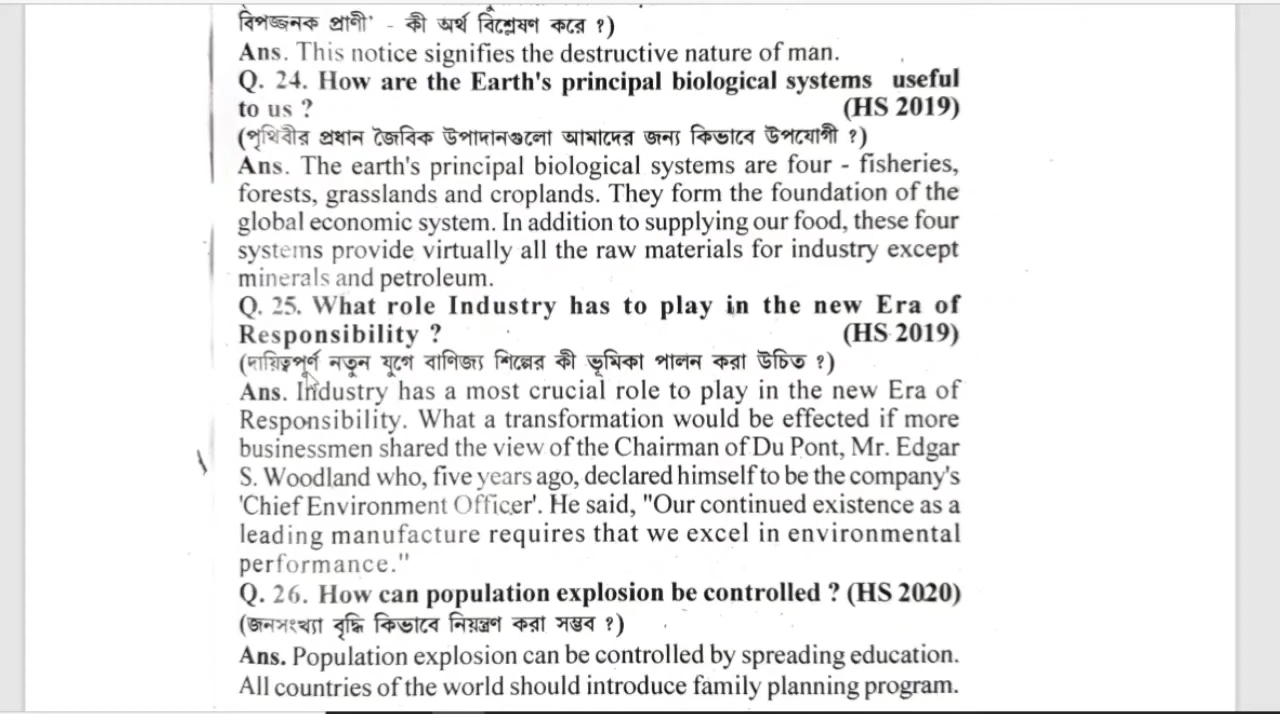 বিপজ্জনক প্রাণী' - কী অর্থ বিশ্লেষণ করে ?)
Ans. This notice signifies the destructive nature of man.
Q. 24. How are the Earth's principal biological systems useful
to us ? (HS 2019)
(পৃথিবীর প্রধান জৈবিক উপাদানগুলো আমাদের জন্য কিভাবে উপযোগী ?)
Ans. The earth's principal biological systems are four - fisheries,
forests, grasslands and croplands. They form the foundation of the
global economic system. In addition to supplying our food, these four
systems provide virtually all the raw materials for industry except
minerals and petroleum.
Q. 25. What role Industry has to play in the new Era of
Responsibility ? (HS 2019)
(দায়িত্বপূর্ণ নতুন যুগে বাণিজ্য শিল্পের কী ভূমিকা পালন করা উচিত ?)
Ans. Industry has a most crucial role to play in the new Era of
Responsibility. What a transformation would be effected if more
businessmen shared the view of the Chairman of Du Pont, Mr. Edgar
S. Woodland who, five years ago, declared himself to be the company's
'Chief Environment Officer'. He said, "Our continued existence as a
leading manufacture requires that we excel in environmental
performance."
Q. 26. How can population explosion be controlled ? (HS 2020)
(জনসংখ্যা বৃদ্ধি কিভাবে নিয়ন্ত্রণ করা সম্ভব ?)
Ans. Population explosion can be controlled by spreading education.
All countries of the world should introduce family planning program.